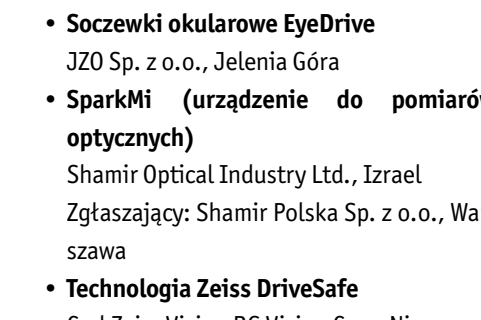 • Soczewki okularowe EyeDrive
JZO Sp. z o.o., Jelenia Góra
• SparkMi (urządzenie do pomiarów
optycznych)
Shamir Optical Industry Ltd., Izrael
Zgłaszający: Shamir Polska Sp. z o.o., Wa
szawa
• Technologia Zeiss DriveSafe